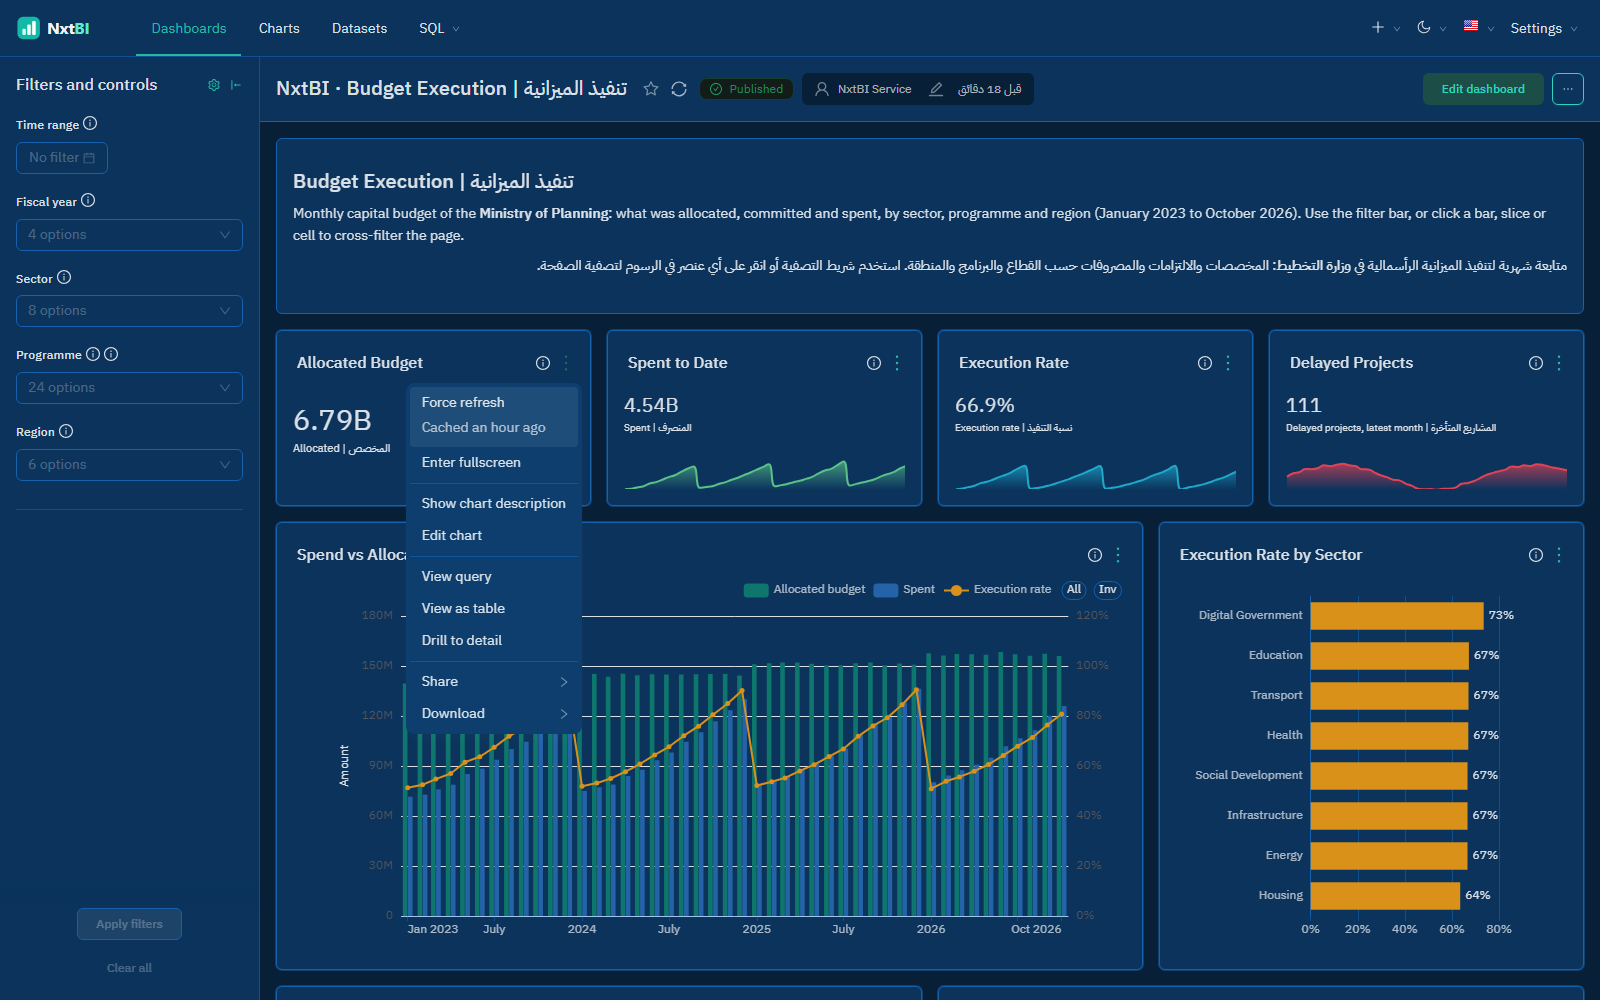 NxtBI
Dashboards
Charts
Datasets
SQL
Settings
Filters and controls
Time range
No filter
Fiscal year
4 options
Sector
8 options
Programme
24 options
Region
6 options
Apply filters
Clear all
NxtBI · Budget Execution | تنفيذ الميزانية
Published
NxtBI Service
قبل 18 دقائق
Edit dashboard
Budget Execution | تنفيذ الميزانية
Monthly capital budget of the Ministry of Planning: what was allocated, committed and spent, by sector, programme and region (January 2023 to October 2026). Use the filter bar, or click a bar, slice or
cell to cross-filter the page.
متابعة شهرية لتنفيذ الميزانية الرأسمالية في وزارة التخطيط: المخصصات والالتزامات والمصروفات حسب القطاع والبرنامج والمنطقة. استخدم شريط التصفية أو انقر على أي عنصر في الرسوم لتصفية الصفحة.
Allocated Budget
6.79B
Allocated | المخصص
Force refresh
Cached an hour ago
Enter fullscreen
Show chart description
Edit chart
View query
View as table
Drill to detail
Share
Download
Spent to Date
4.54B
Spent | المنصرف
Execution Rate
66.9%
Execution rate | نسبة التنفيذ
Delayed Projects
111
Delayed projects, latest month | المشاريع المتأخرة
Spend vs Alloca
Allocated budget
Spent
Execution rate
All
Inv
180M
150M
120M
90M
60M
30M
0
Amount
120%
100%
80%
60%
40%
20%
0%
Jan 2023
July
2024
July
2025
July
2026
Oct 2026
Execution Rate by Sector
Digital Government 73%
Education 67%
Transport 67%
Health 67%
Social Development 67%
Infrastructure 67%
Energy 67%
Housing 64%
0% 20% 40% 60% 80%